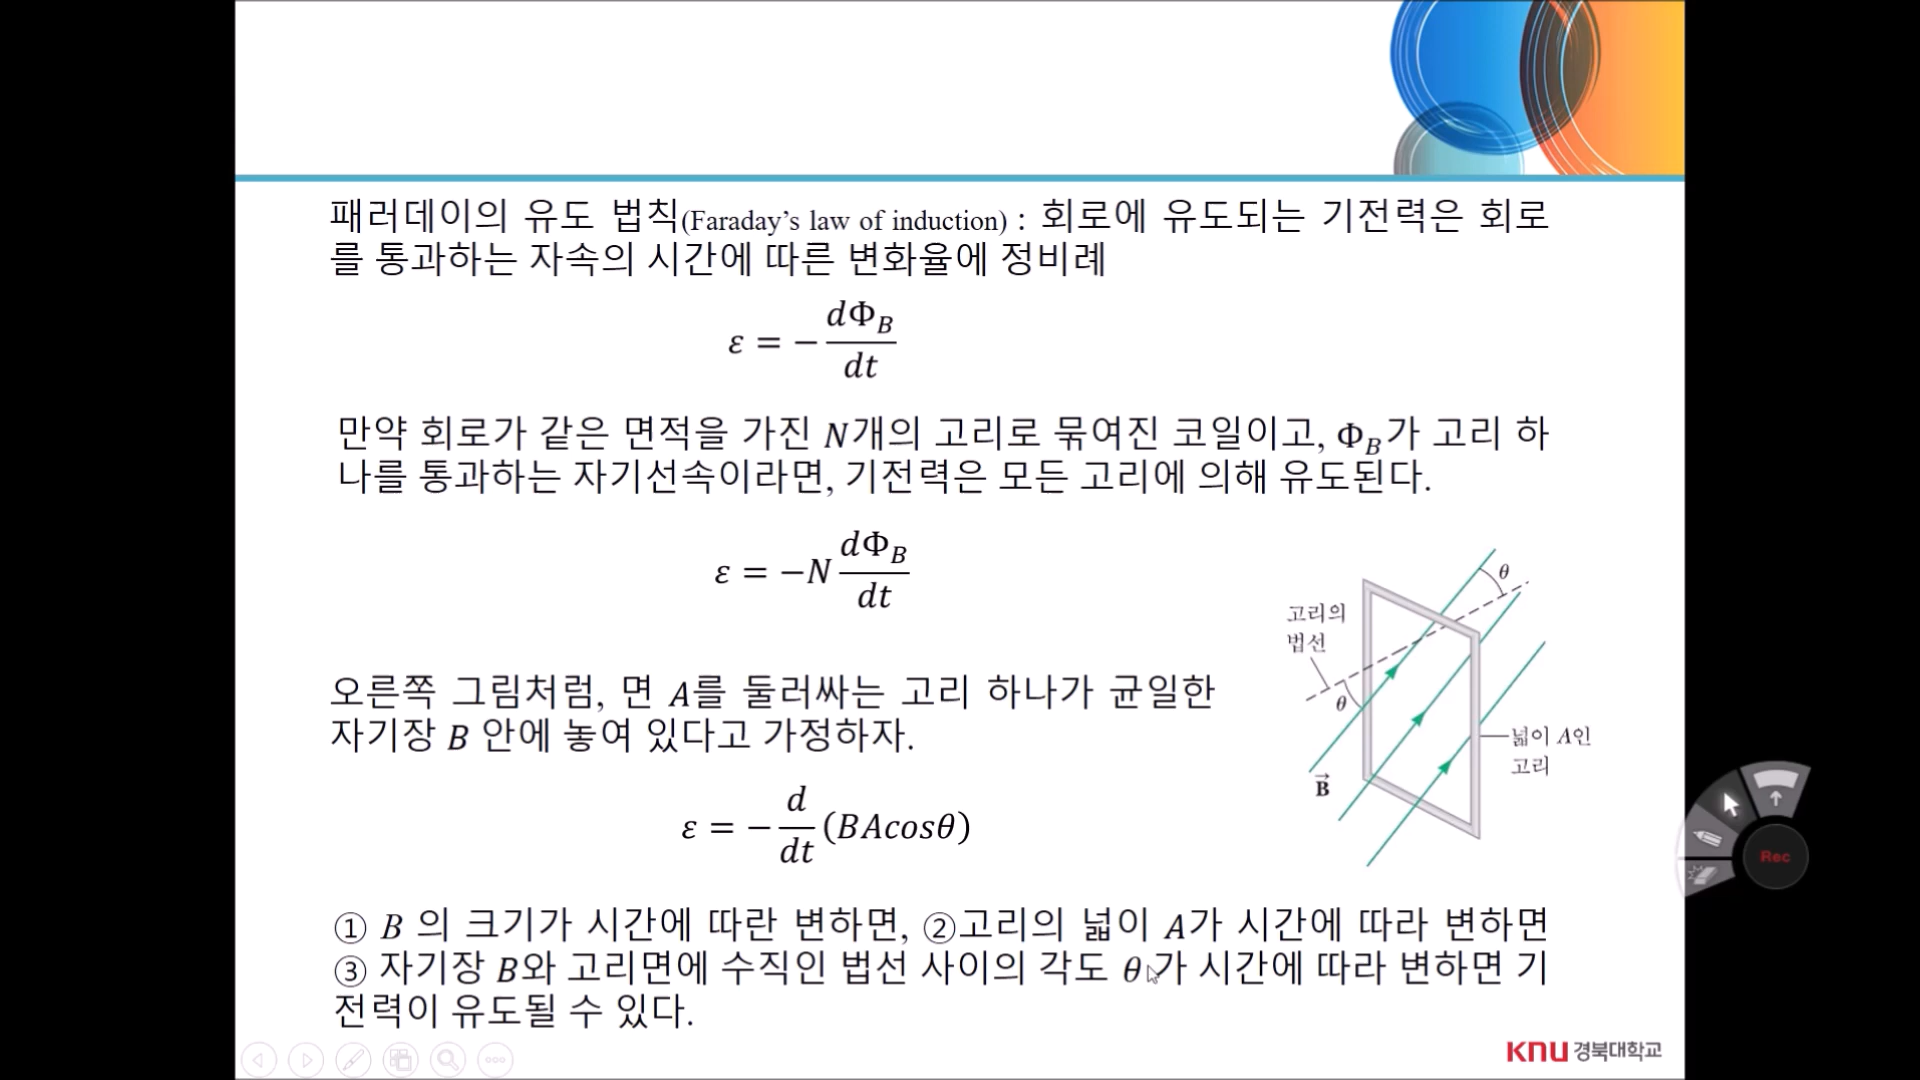 패러데이의 유도 법칙(Faraday's law of induction) : 회로에 유도되는 기전력은 회로
를 통과하는 자속의 시간에 따른 변화율에 정비례
ε = − dΦ_B/dt
만약 회로가 같은 면적을 가진 N개의 고리로 묶여진 코일이고, Φ_B가 고리 하
나를 통과하는 자기선속이라면, 기전력은 모든 고리에 의해 유도된다.
ε = −N dΦ_B/dt
오른쪽 그림처럼, 면 A를 둘러싸는 고리 하나가 균일한
자기장 B 안에 놓여 있다고 가정하자.
ε = − d/dt (BAcosθ)
θ
고리의
법선
θ
B⃗
넓이 A인
고리
① B 의 크기가 시간에 따란 변하면, ②고리의 넓이 A가 시간에 따라 변하면
③ 자기장 B와 고리면에 수직인 법선 사이의 각도 θ가 시간에 따라 변하면 기
전력이 유도될 수 있다.
Rec
KNU 경북대학교